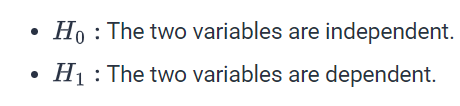 • H₀ : The two variables are independent.
• H₁ : The two variables are dependent.